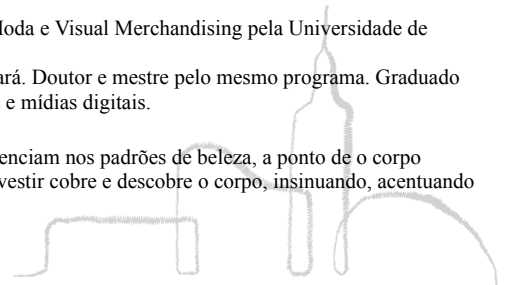 Moda e Visual Merchandising pela Universidade de
ará. Doutor e mestre pelo mesmo programa. Graduado
e mídias digitais.
enciam nos padrões de beleza, a ponto de o corpo
vestir cobre e descobre o corpo, insinuando, acentuando